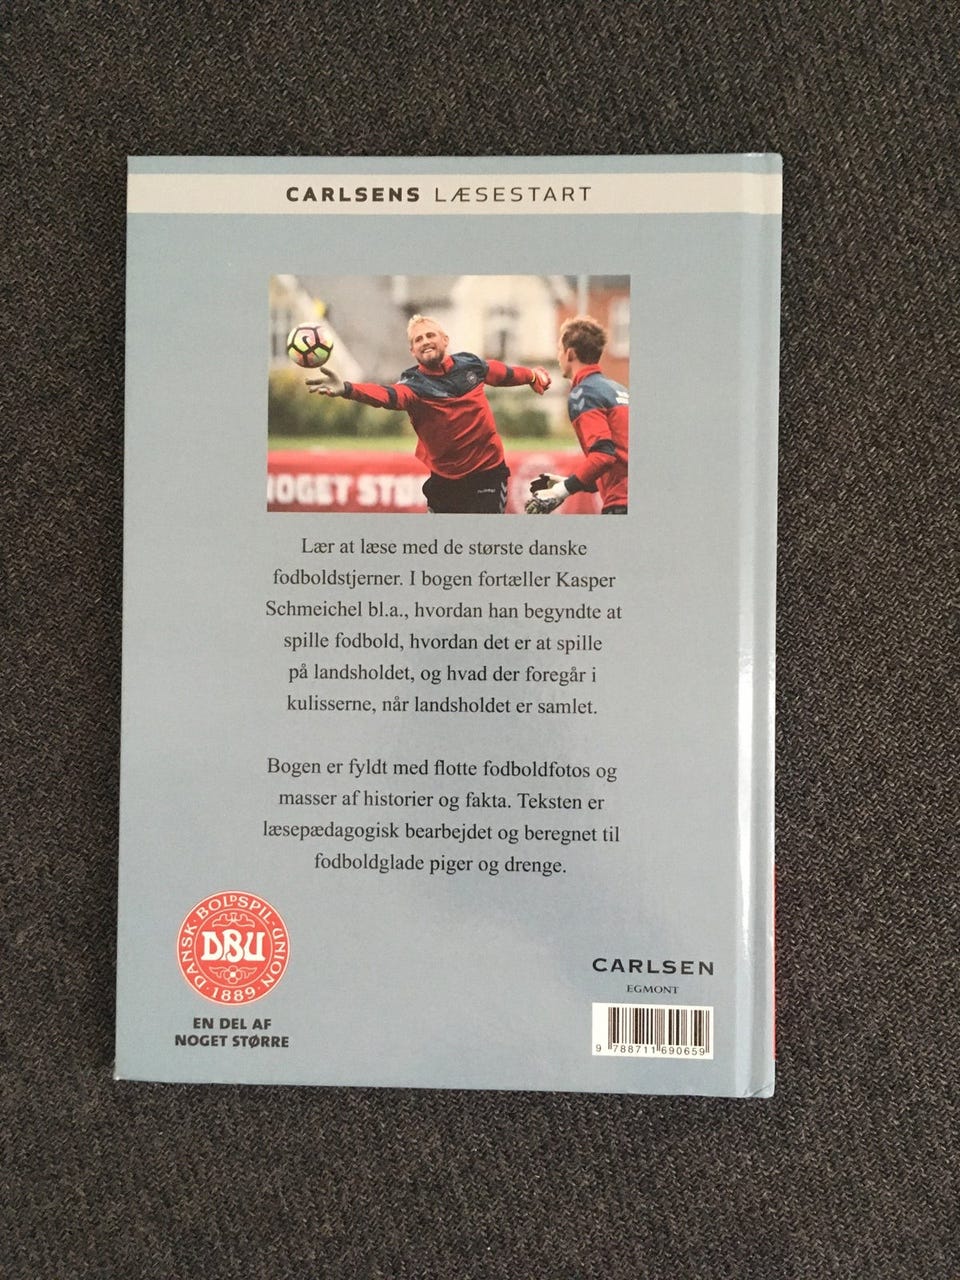 CARLSENS LÆSESTART
NOGET STØ
Lær at læse med de største danske
fodboldstjerner. I bogen fortæller Kasper
Schmeichel bl.a., hvordan han begyndte at
spille fodbold, hvordan det er at spille
på landsholdet, og hvad der foregår i
kulisserne, når landsholdet er samlet.
Bogen er fyldt med flotte fodboldfotos og
masser af historier og fakta. Teksten er
læsepædagogisk bearbejdet og beregnet til
fodboldglade piger og drenge.
DANSK·BOLDSPIL·UNION
DBU
·1889·
EN DEL AF
NOGET STØRRE
CARLSEN
EGMONT
9 788711 690659